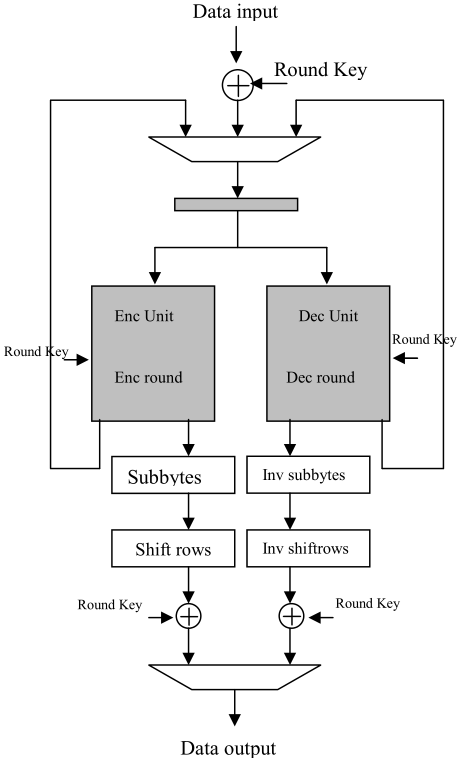 Data input
Round Key
Enc Unit
Dec Unit
Round Key
Round Key
Enc round
Dec round
Subbytes
Inv subbytes
Shift rows
Inv shiftrows
Round Key
Round Key
Data output